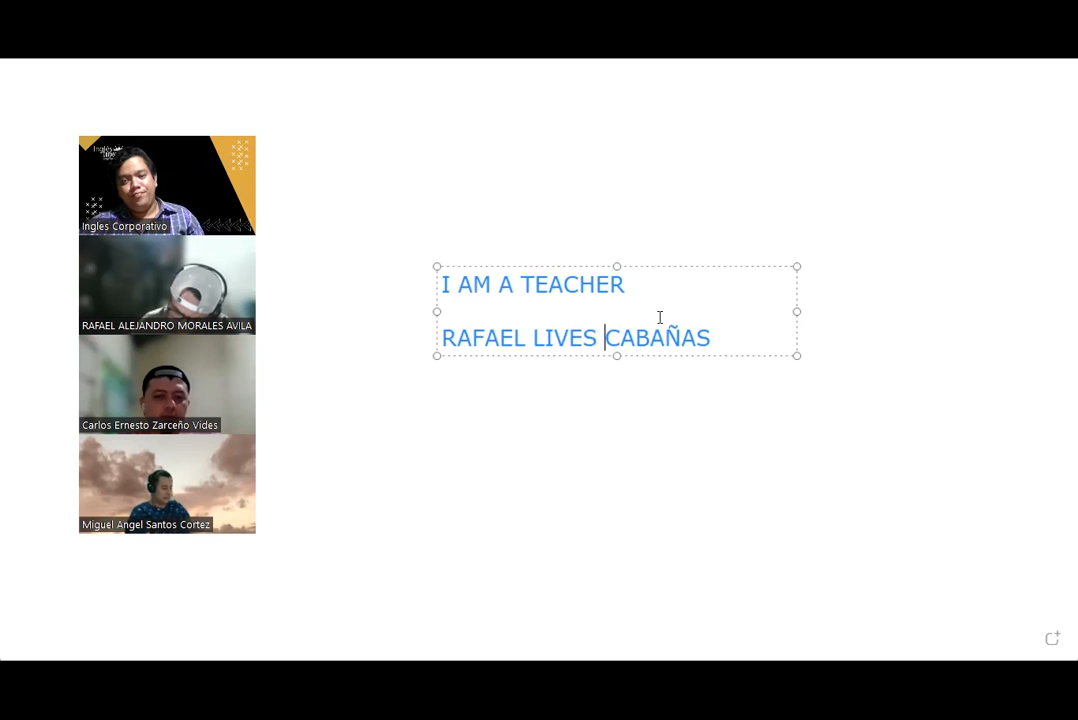 Inglés
Ingles Corporativo
RAFAEL ALEJANDRO MORALES AVILA
Carlos Ernesto Zarceño Vides
Miguel Angel Santos Cortez
I AM A TEACHER
RAFAEL LIVES CABAÑAS